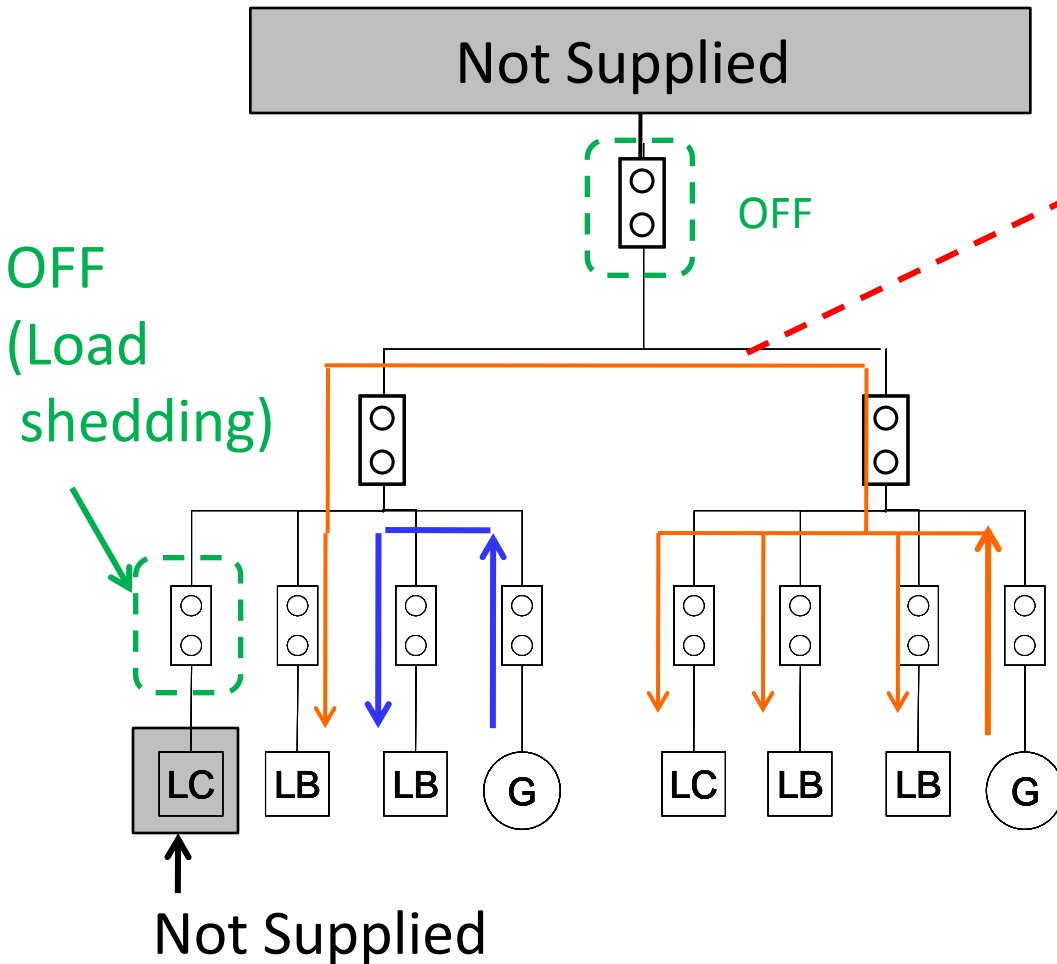 Not Supplied
OFF
OFF
(Load
shedding)
LC
LB
LB
G
LC
LB
LB
G
Not Supplied